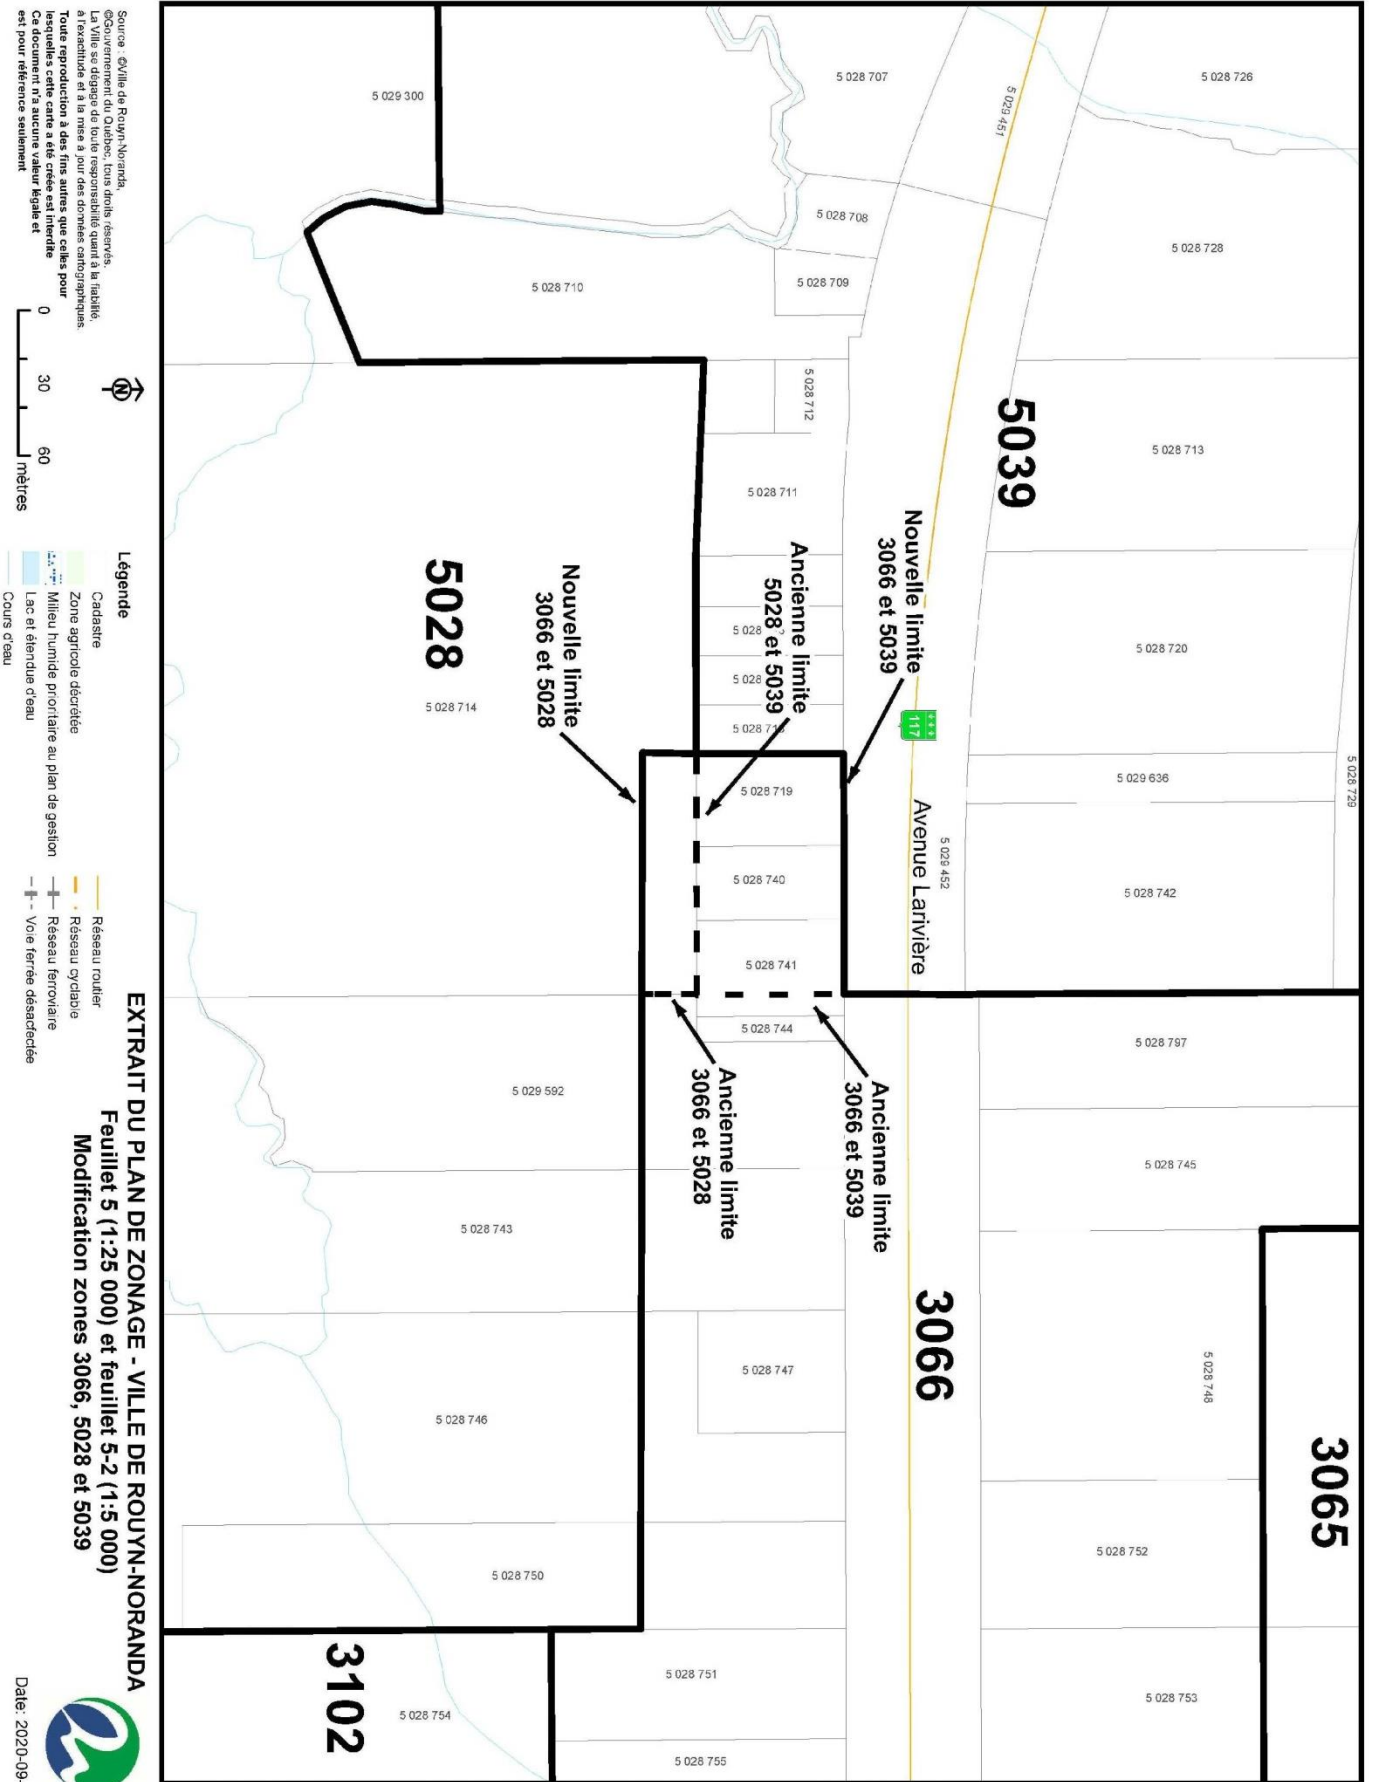 5 028 726
5 028 707
5 029 451
5 029 300
5 028 708
5 028 728
5 028 709
5 028 710
5 028 712
5039
5 028 713
5 028 711
Nouvelle limite
3066 et 5039
Ancienne limite
5028 et 5039
Nouvelle limite
3066 et 5028
5028
5 028 714
5 028
5 028
5 028 720
117
5 028 729
5 029 636
5 028 719
Avenue Larivière
5 029 452
5 028 740
5 028 742
5 028 741
5 028 744
5 028 797
Ancienne limite
3066 et 5039
Ancienne limite
3066 et 5028
5 029 592
5 028 745
5 028 743
3066
5 028 747
5 028 748
5 028 746
3065
5 028 750
5 028 752
5 028 751
5 028 753
3102
5 028 754
5 028 755
Source : ©Ville de Rouyn-Noranda,
©Gouvernement du Québec, tous droits réservés.
La Ville se dégage de toute responsabilité quant à la fiabilité,
à l'exactitude et à la mise à jour des données cartographiques.
Toute reproduction à des fins autres que celles pour
lesquelles cette carte a été créée est interdite
Ce document n'a aucune valeur légale et
est pour référence seulement
N
0 30 60
mètres
Légende
Cadastre
Zone agricole décrétée
Milieu humide prioritaire au plan de gestion
Lac et étendue d'eau
Cours d'eau
Réseau routier
Réseau cyclable
Réseau ferroviaire
Voie ferrée désaffectée
EXTRAIT DU PLAN DE ZONAGE - VILLE DE ROUYN-NORANDA
Feuillet 5 (1:25 000) et feuillet 5-2 (1:5 000)
Modification zones 3066, 5028 et 5039
Date: 2020-09-